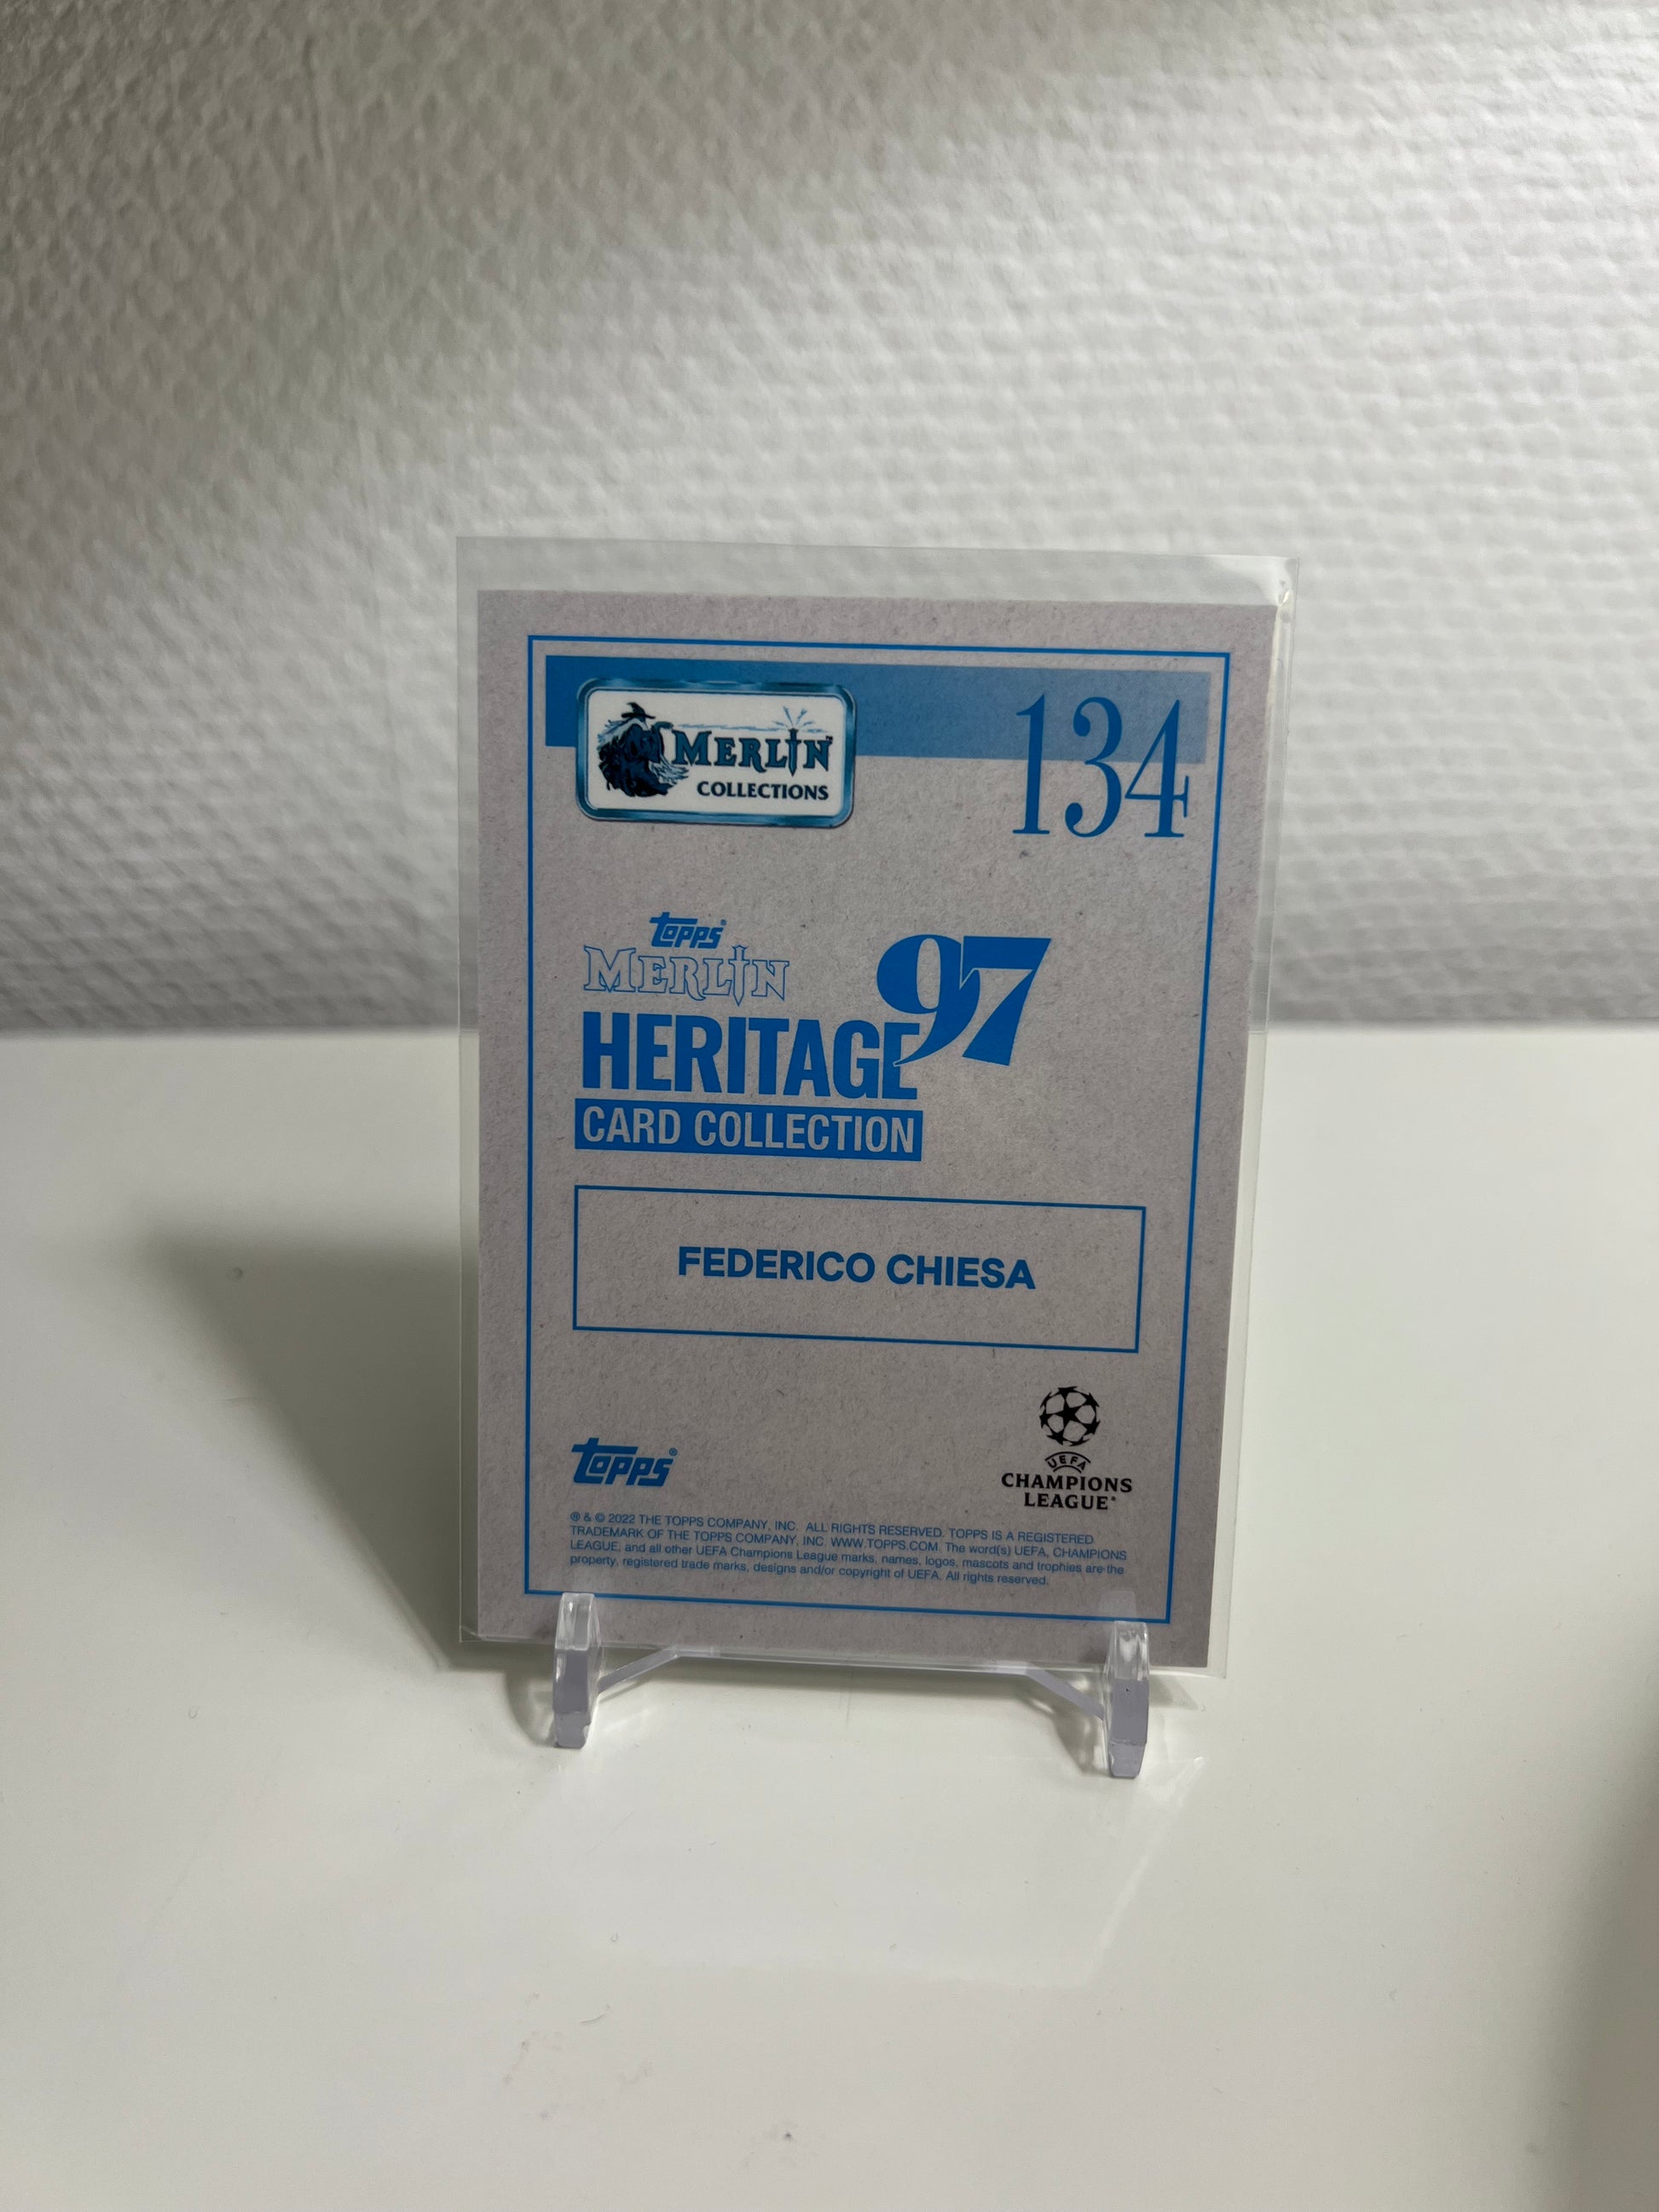 MERLIN
COLLECTIONS
134
topps®
MERLIN
HERITAGE 97
CARD COLLECTION
FEDERICO CHIESA
topps®
UEFA
CHAMPIONS
LEAGUE®
® & © 2022 THE TOPPS COMPANY, INC. ALL RIGHTS RESERVED. TOPPS IS A REGISTERED
TRADEMARK OF THE TOPPS COMPANY, INC. WWW.TOPPS.COM. The word(s) UEFA, CHAMPIONS
LEAGUE, and all other UEFA Champions League marks, names, logos, mascots and trophies are the
property, registered trade marks, designs and/or copyright of UEFA. All rights reserved.